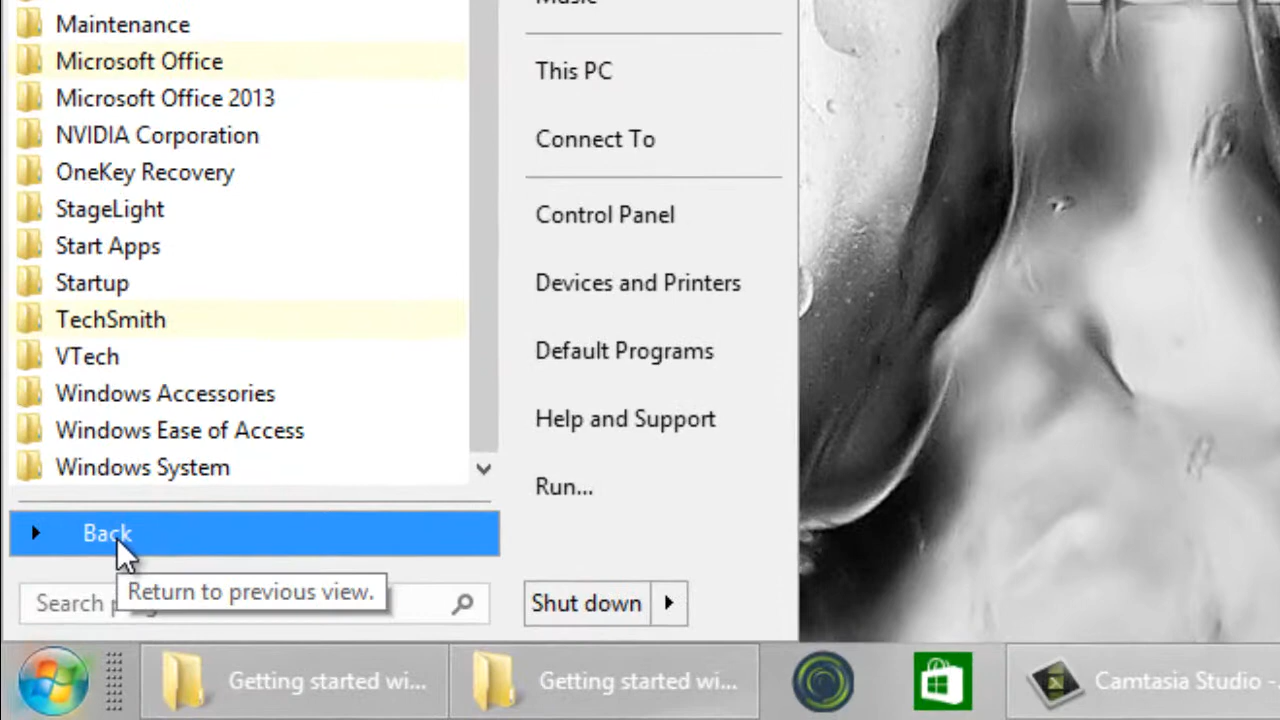 Maintenance
Microsoft Office
Microsoft Office 2013
NVIDIA Corporation
OneKey Recovery
StageLight
Start Apps
Startup
TechSmith
VTech
Windows Accessories
Windows Ease of Access
Windows System
Back
Return to previous view.
Search
Music
This PC
Connect To
Control Panel
Devices and Printers
Default Programs
Help and Support
Run...
Shut down
Getting started wi...
Getting started wi...
Camtasia Studio -